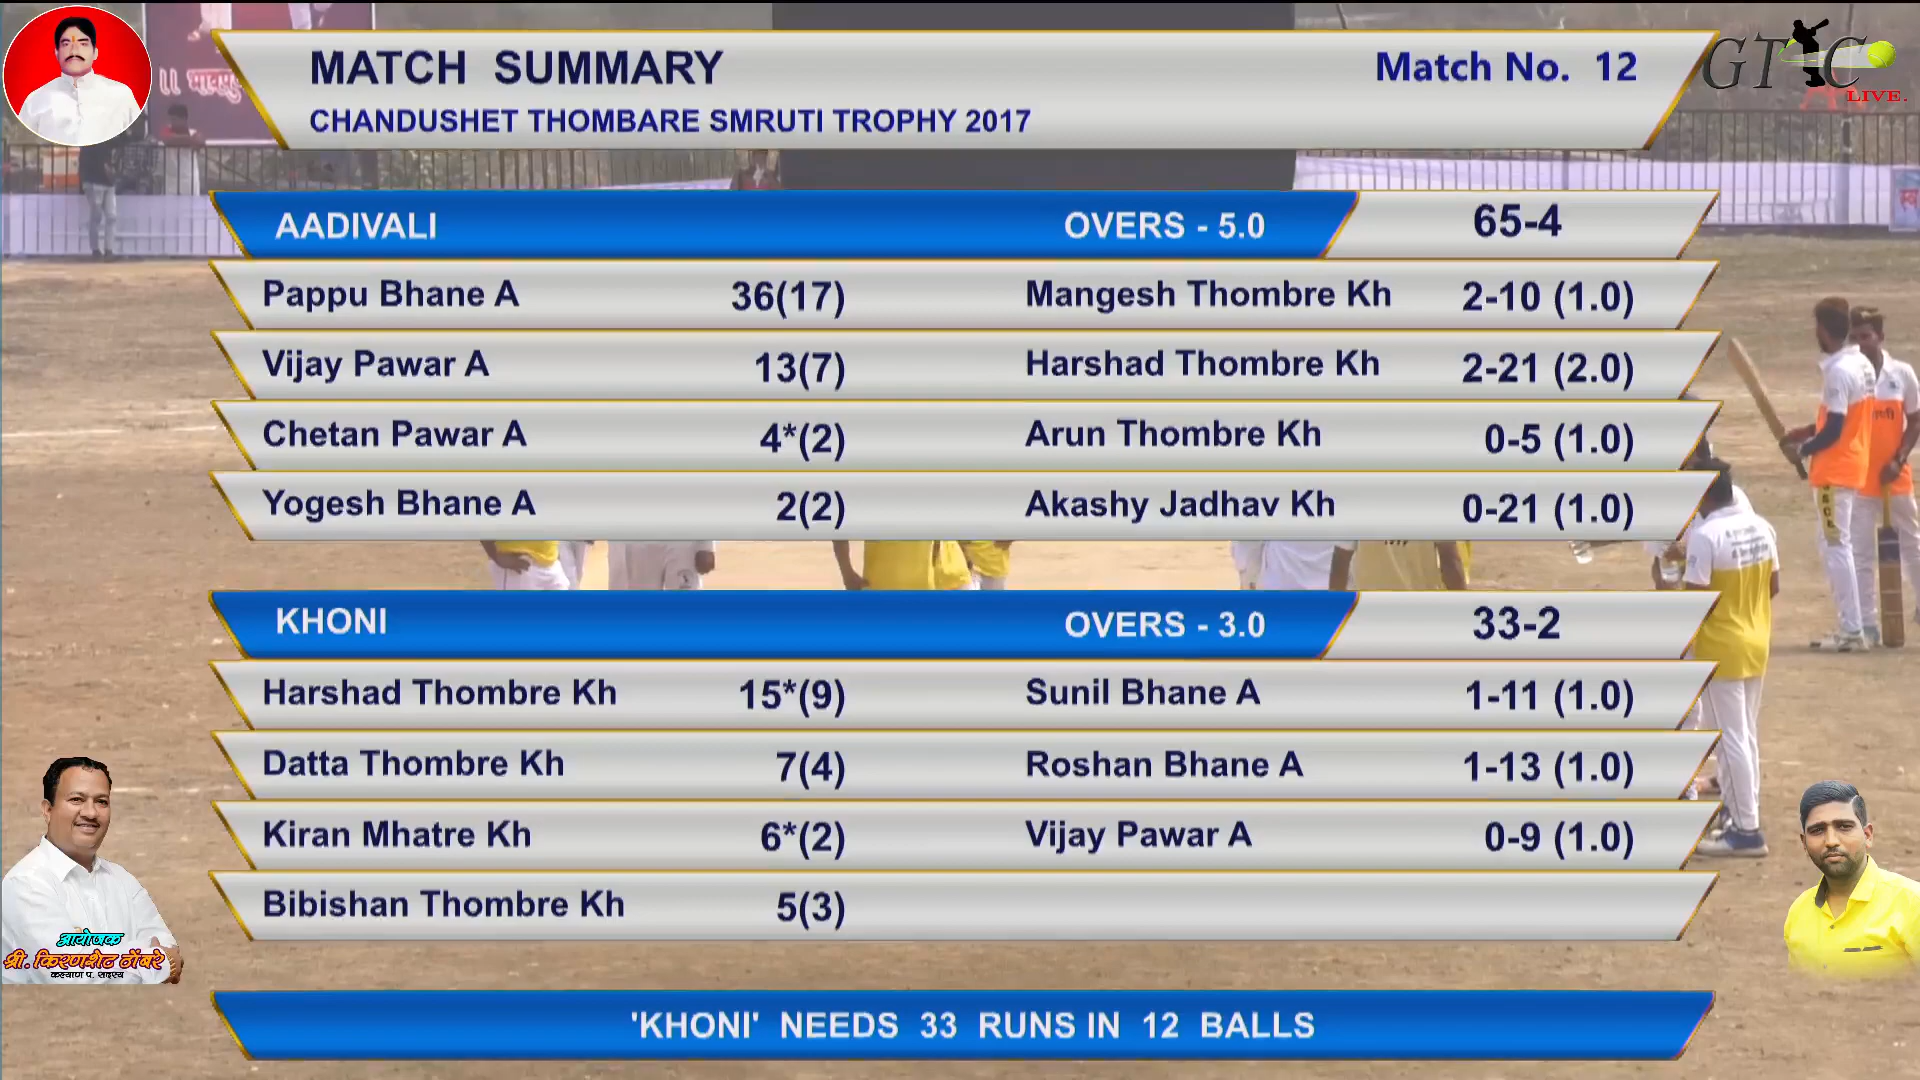 MATCH SUMMARY
Match No. 12
CHANDUSHET THOMBARE SMRUTI TROPHY 2017
GTCC
LIVE.
AADIVALI OVERS - 5.0 65-4
Pappu Bhane A 36(17) Mangesh Thombre Kh 2-10 (1.0)
Vijay Pawar A 13(7) Harshad Thombre Kh 2-21 (2.0)
Chetan Pawar A 4*(2) Arun Thombre Kh 0-5 (1.0)
Yogesh Bhane A 2(2) Akashy Jadhav Kh 0-21 (1.0)
KHONI OVERS - 3.0 33-2
Harshad Thombre Kh 15*(9) Sunil Bhane A 1-11 (1.0)
Datta Thombre Kh 7(4) Roshan Bhane A 1-13 (1.0)
Kiran Mhatre Kh 6*(2) Vijay Pawar A 0-9 (1.0)
Bibishan Thombre Kh 5(3)
आयोजक
श्री. किरणशेठ ठोंबरे
कल्याण प. सदस्य
'KHONI' NEEDS 33 RUNS IN 12 BALLS